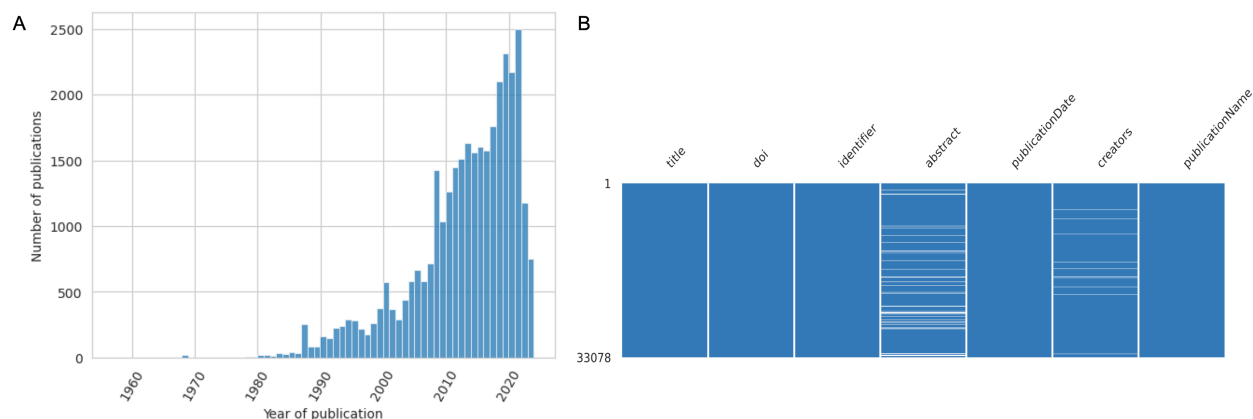 A
B
2500
2000
1500
1000
500
0
Number of publications
1960
1970
1980
1990
2000
2010
2020
Year of publication
title
doi
identifier
abstract
publicationDate
creators
publicationName
1
33078